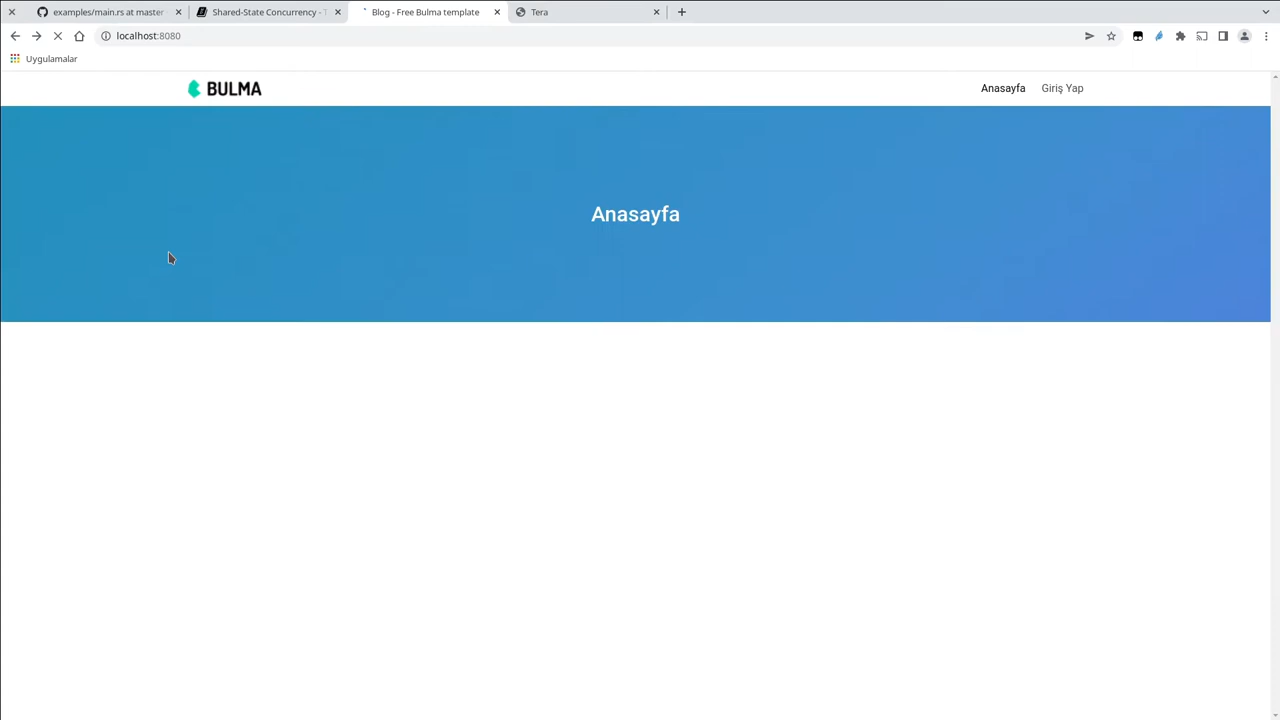 examples/main.rs at master
Shared-State Concurrency - T
Blog - Free Bulma template
Tera
localhost:8080
Uygulamalar
BULMA
Anasayfa
Giriş Yap
Anasayfa